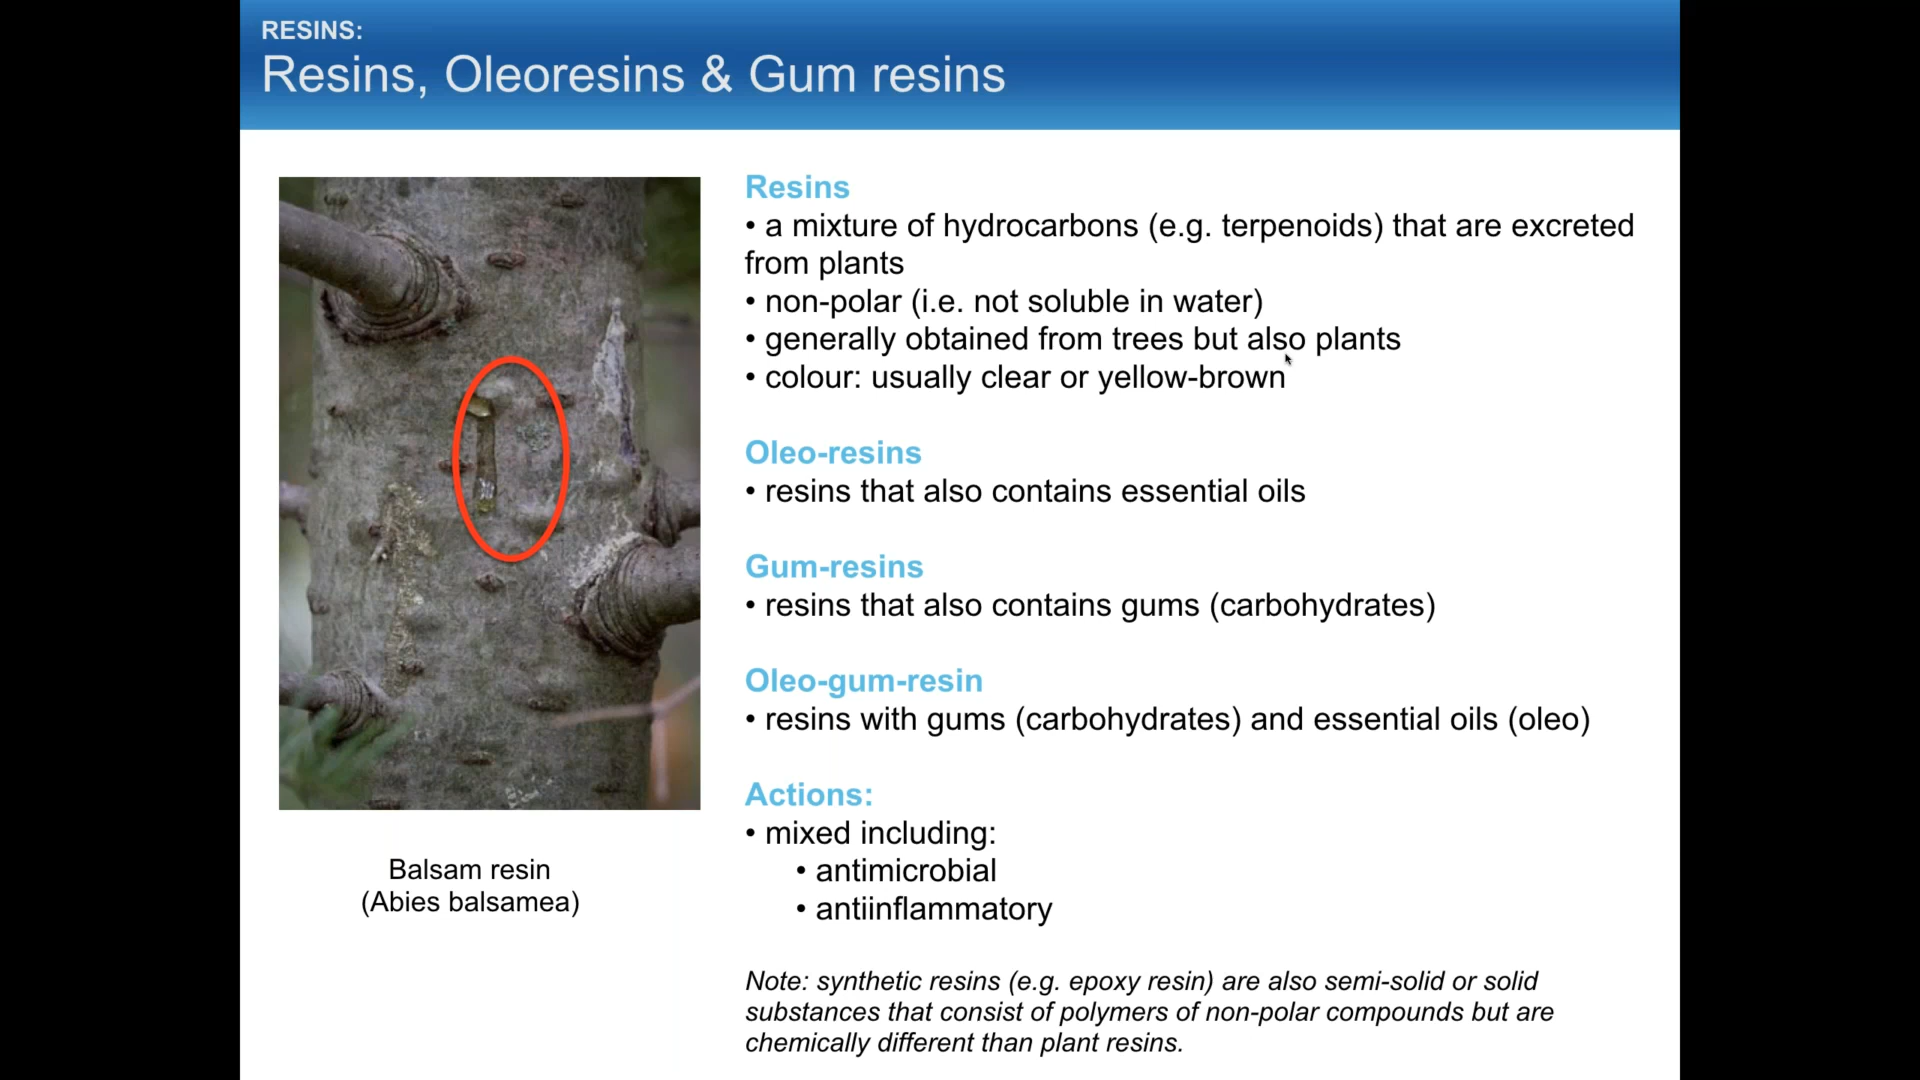 RESINS:
Resins, Oleoresins & Gum resins
Resins
• a mixture of hydrocarbons (e.g. terpenoids) that are excreted
from plants
• non-polar (i.e. not soluble in water)
• generally obtained from trees but also plants
• colour: usually clear or yellow-brown
Oleo-resins
• resins that also contains essential oils
Gum-resins
• resins that also contains gums (carbohydrates)
Oleo-gum-resin
• resins with gums (carbohydrates) and essential oils (oleo)
Actions:
• mixed including:
• antimicrobial
• antiinflammatory
Note: synthetic resins (e.g. epoxy resin) are also semi-solid or solid
substances that consist of polymers of non-polar compounds but are
chemically different than plant resins.
Balsam resin
(Abies balsamea)